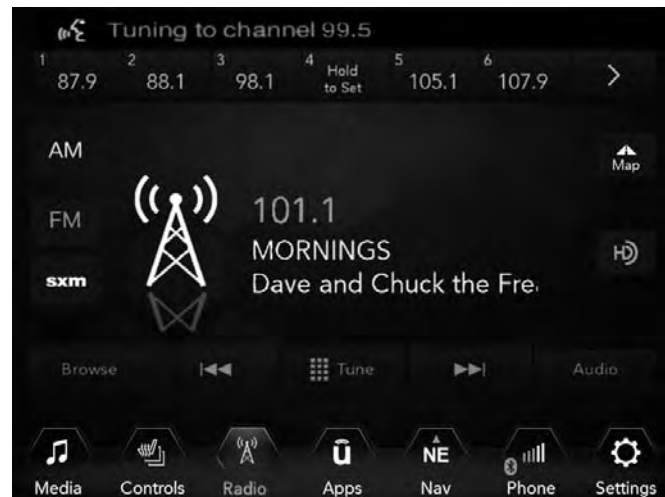 Tuning to channel 99.5
1 87.9 2 88.1 3 98.1 4 Hold to Set 5 105.1 6 107.9
AM
Map
101.1
FM
MORNINGS
HD
sxm
Dave and Chuck the Fre
Browse Tune Audio
ū NE
Media Controls Radio Apps Nav Phone Settings